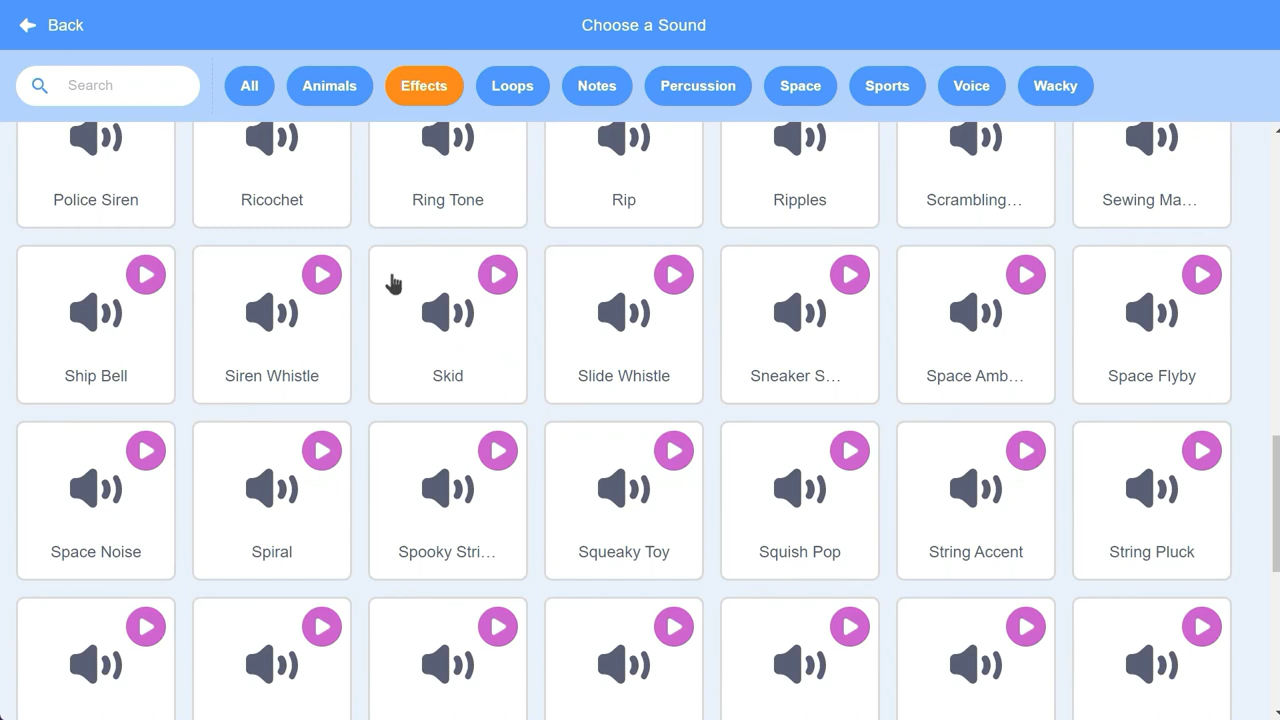 Back
Choose a Sound
Search
All
Animals
Effects
Loops
Notes
Percussion
Space
Sports
Voice
Wacky
Police Siren
Ricochet
Ring Tone
Rip
Ripples
Scrambling...
Sewing Ma...
Ship Bell
Siren Whistle
Skid
Slide Whistle
Sneaker S...
Space Amb...
Space Flyby
Space Noise
Spiral
Spooky Stri...
Squeaky Toy
Squish Pop
String Accent
String Pluck